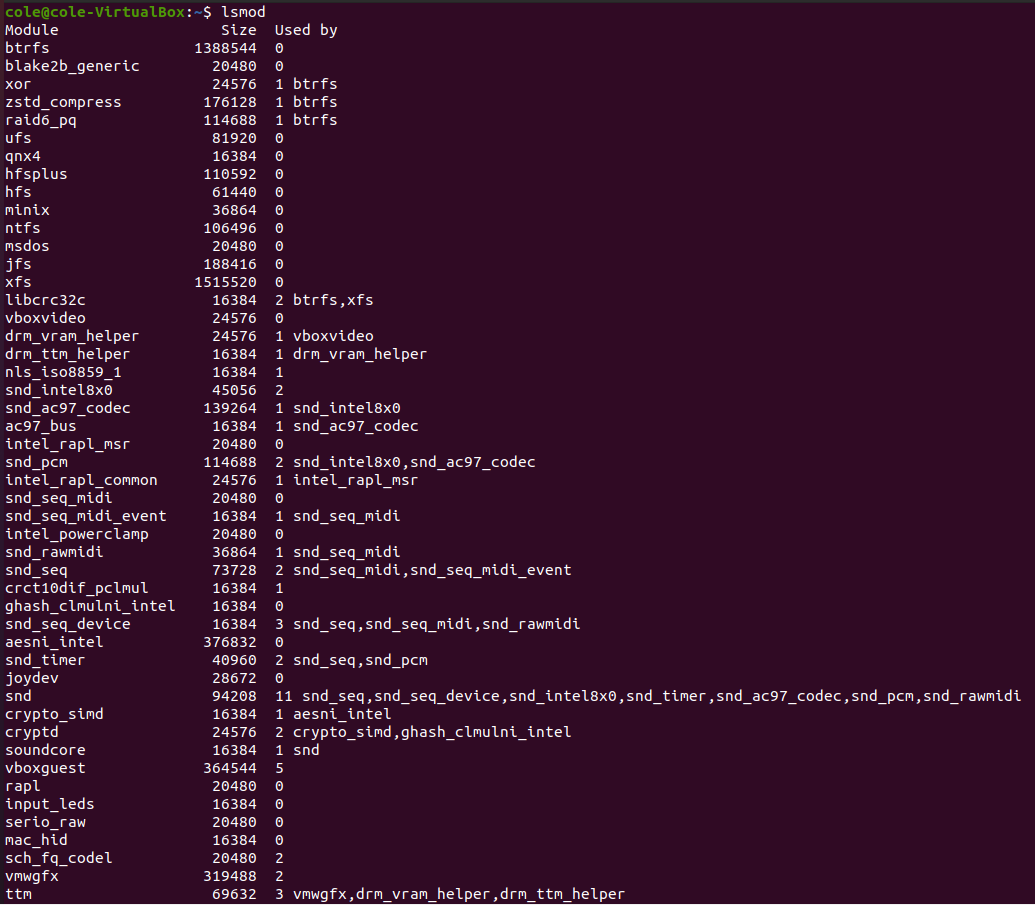 cole@cole-VirtualBox:~$ lsmod
Module                  Size  Used by
btrfs                1388544  0
blake2b_generic        20480  0
xor                    24576  1 btrfs
zstd_compress         176128  1 btrfs
raid6_pq              114688  1 btrfs
ufs                    81920  0
qnx4                   16384  0
hfsplus               110592  0
hfs                    61440  0
minix                  36864  0
ntfs                  106496  0
msdos                  20480  0
jfs                   188416  0
xfs                  1515520  0
libcrc32c              16384  2 btrfs,xfs
vboxvideo              24576  0
drm_vram_helper        24576  1 vboxvideo
drm_ttm_helper         16384  1 drm_vram_helper
nls_iso8859_1          16384  1
snd_intel8x0           45056  2
snd_ac97_codec        139264  1 snd_intel8x0
ac97_bus               16384  1 snd_ac97_codec
intel_rapl_msr         20480  0
snd_pcm               114688  2 snd_intel8x0,snd_ac97_codec
intel_rapl_common      24576  1 intel_rapl_msr
snd_seq_midi           20480  0
snd_seq_midi_event     16384  1 snd_seq_midi
intel_powerclamp       20480  0
snd_rawmidi            36864  1 snd_seq_midi
snd_seq                73728  2 snd_seq_midi,snd_seq_midi_event
crct10dif_pclmul       16384  1
ghash_clmulni_intel    16384  0
snd_seq_device         16384  3 snd_seq,snd_seq_midi,snd_rawmidi
aesni_intel           376832  0
snd_timer              40960  2 snd_seq,snd_pcm
joydev                 28672  0
snd                    94208  11 snd_seq,snd_seq_device,snd_intel8x0,snd_timer,snd_ac97_codec,snd_pcm,snd_rawmidi
crypto_simd            16384  1 aesni_intel
cryptd                 24576  2 crypto_simd,ghash_clmulni_intel
soundcore              16384  1 snd
vboxguest             364544  5
rapl                   20480  0
input_leds             16384  0
serio_raw              20480  0
mac_hid                16384  0
sch_fq_codel           20480  2
vmwgfx                319488  2
ttm                    69632  3 vmwgfx,drm_vram_helper,drm_ttm_helper